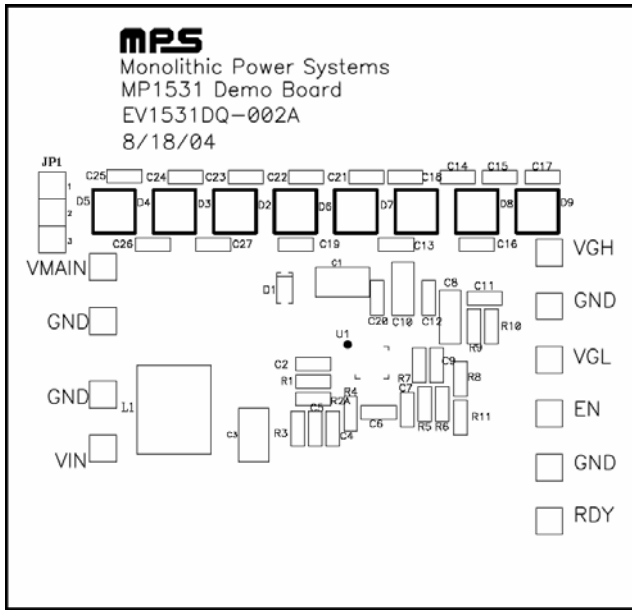 MPS
Monolithic Power Systems
MP1531 Demo Board
EV1531DQ-002A
8/18/04
JP1
1
2
3
C25 C24 C23 C22 C21 C18 C14 C15 C17
D5 D4 D3 D2 D6 D7 D8 D9
C26 C27 C19 C13 C16
VMAIN
GND
GND
VIN
VGH
GND
VGL
EN
GND
RDY
D1
C1
C20
C10
C12
C8
C11
R9
R10
U1
C2
R1
R2A
R4
R7
C9
R8
L1
C3
R3
C5
C4
C6
C7
R5
R6
R11